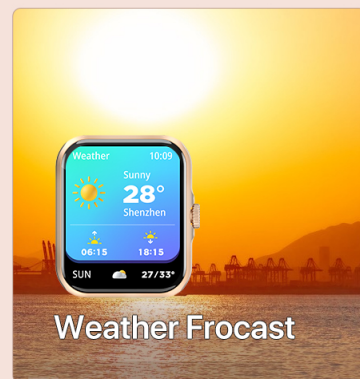 Weather 10:09
Sunny
28°
Shenzhen
06:15 18:15
SUN 27/33°
Weather Frocast